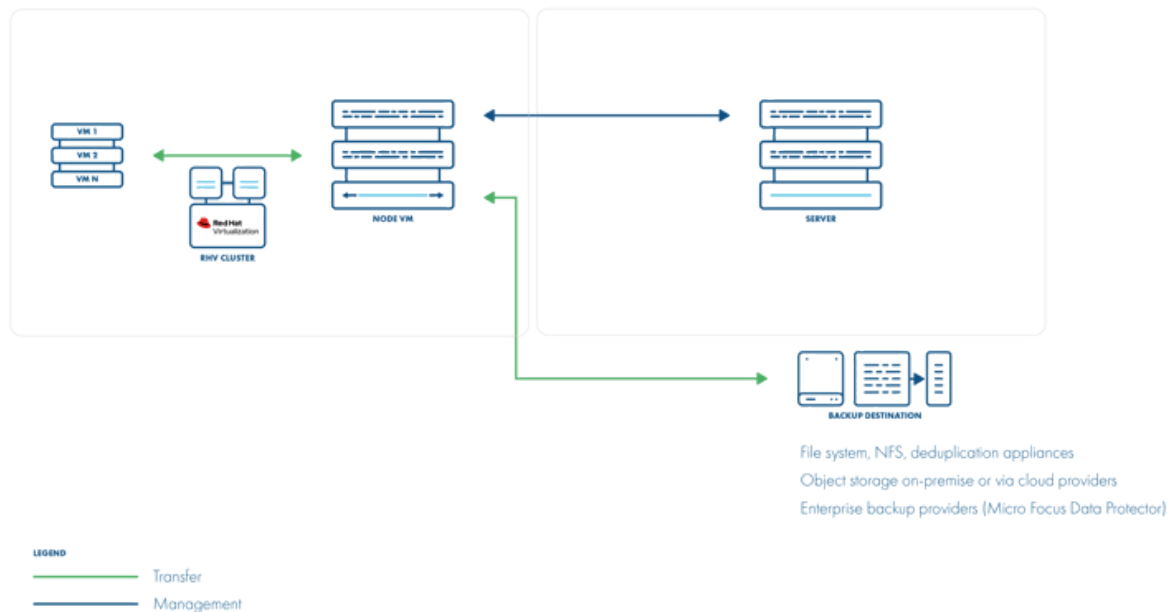 VM 1
VM 2
VM N
Red Hat
Virtualization
RHV CLUSTER
NODE VM
SERVER
BACKUP DESTINATION
File system, NFS, deduplication appliances
Object storage on-premise or via cloud providers
Enterprise backup providers (Micro Focus Data Protector)
LEGEND
Transfer
Management